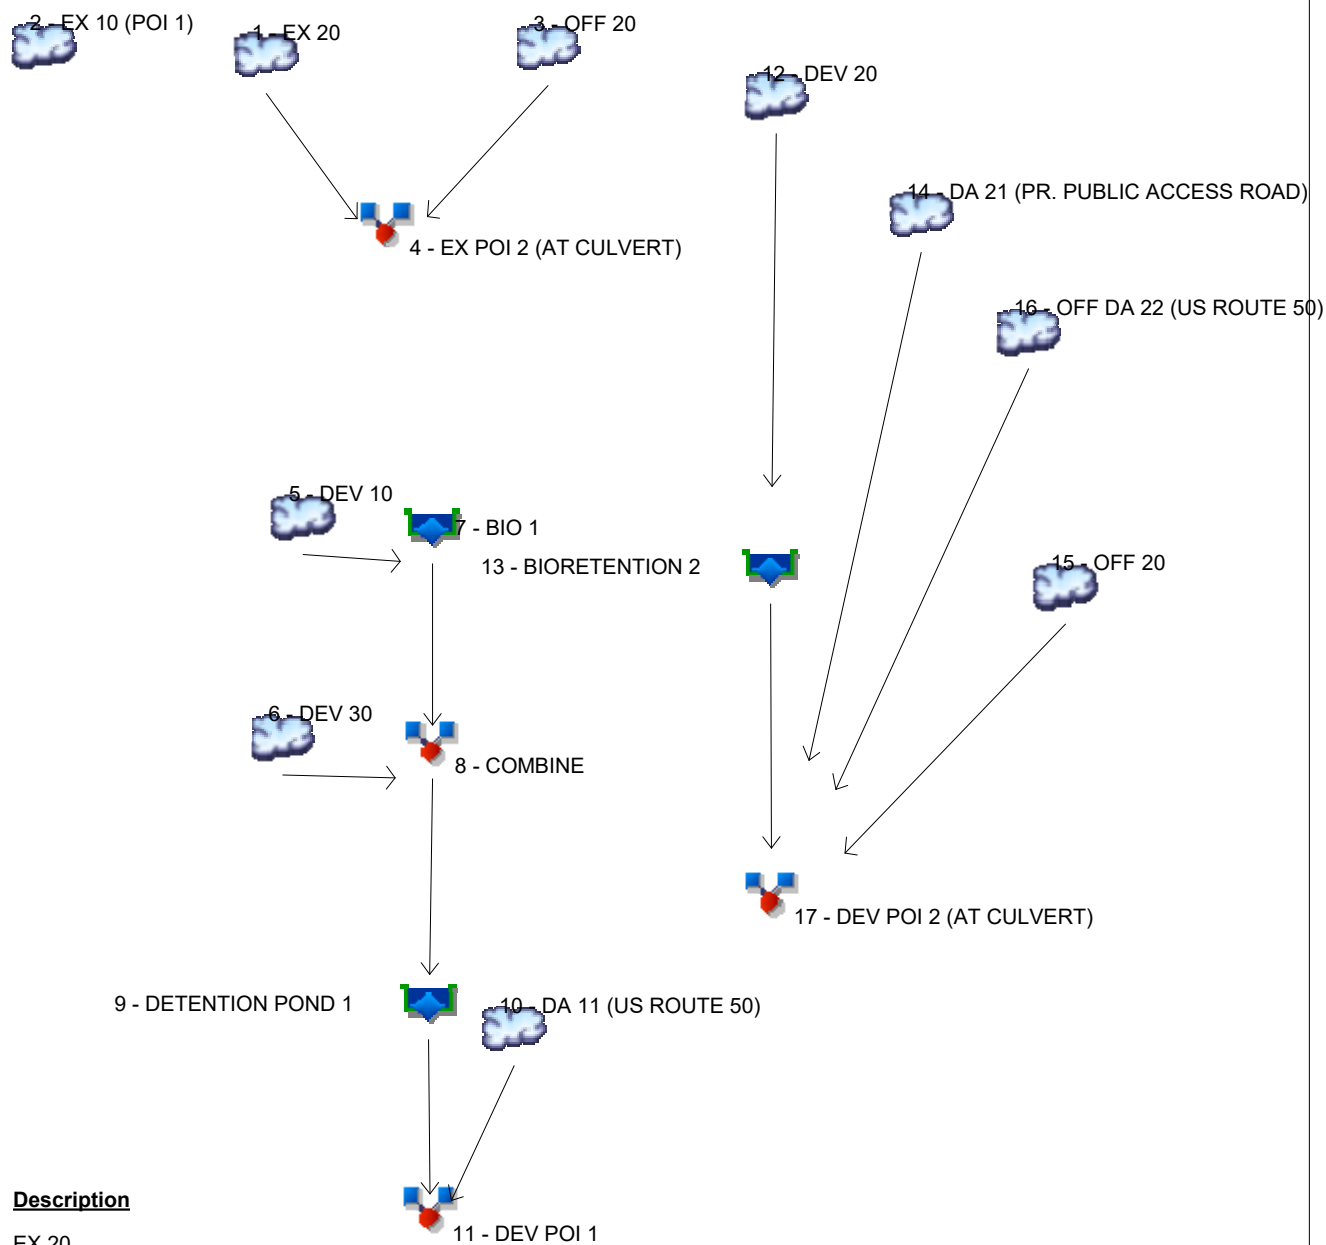 2 - EX 10 (POI 1)
1 - EX 20
3 - OFF 20
12 - DEV 20
14 - DA 21 (PR. PUBLIC ACCESS ROAD)
4 - EX POI 2 (AT CULVERT)
16 - OFF DA 22 (US ROUTE 50)
5 - DEV 10
7 - BIO 1
13 - BIORETENTION 2
15 - OFF 20
6 - DEV 30
8 - COMBINE
17 - DEV POI 2 (AT CULVERT)
9 - DETENTION POND 1
10 - DA 11 (US ROUTE 50)
Description
11 - DEV POI 1
EX 20